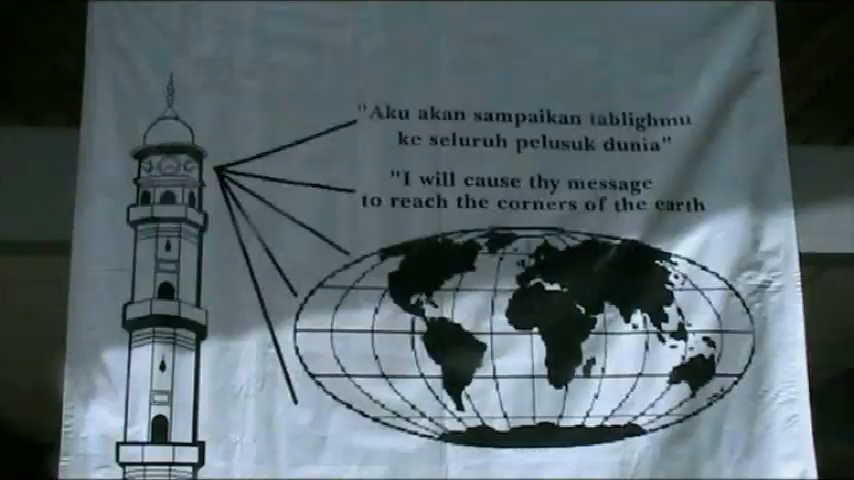 "Aku akan sampaikan tablighmu
ke seluruh pelusuk dunia"
"I will cause thy message
to reach the corners of the earth